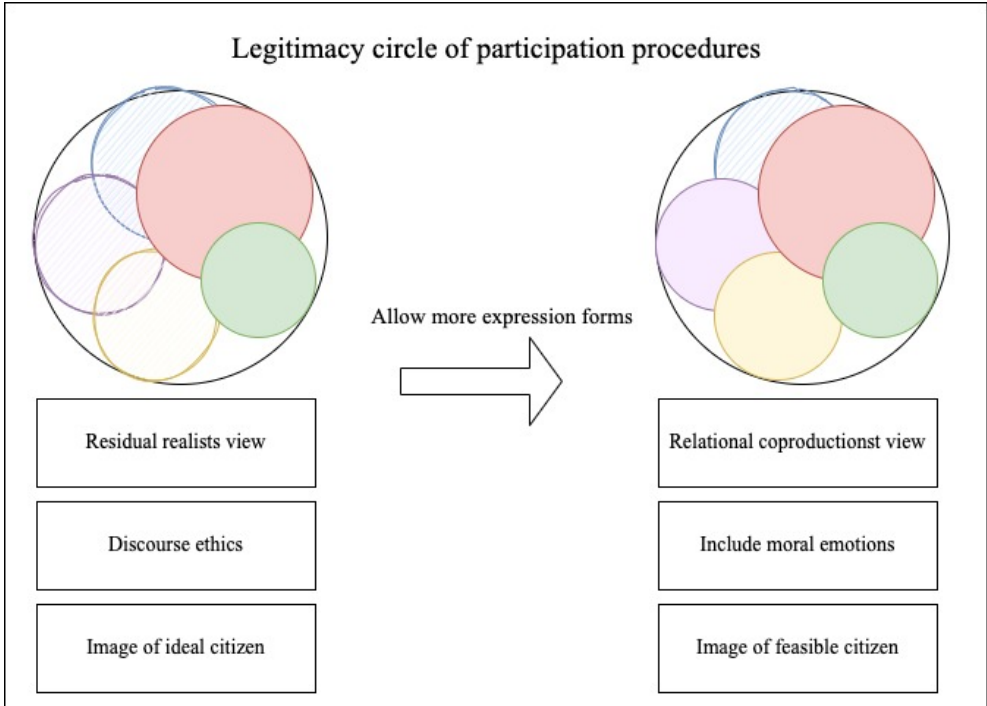 Legitimacy circle of participation procedures
Allow more expression forms
Residual realists view
Relational coproductionst view
Discourse ethics
Include moral emotions
Image of ideal citizen
Image of feasible citizen